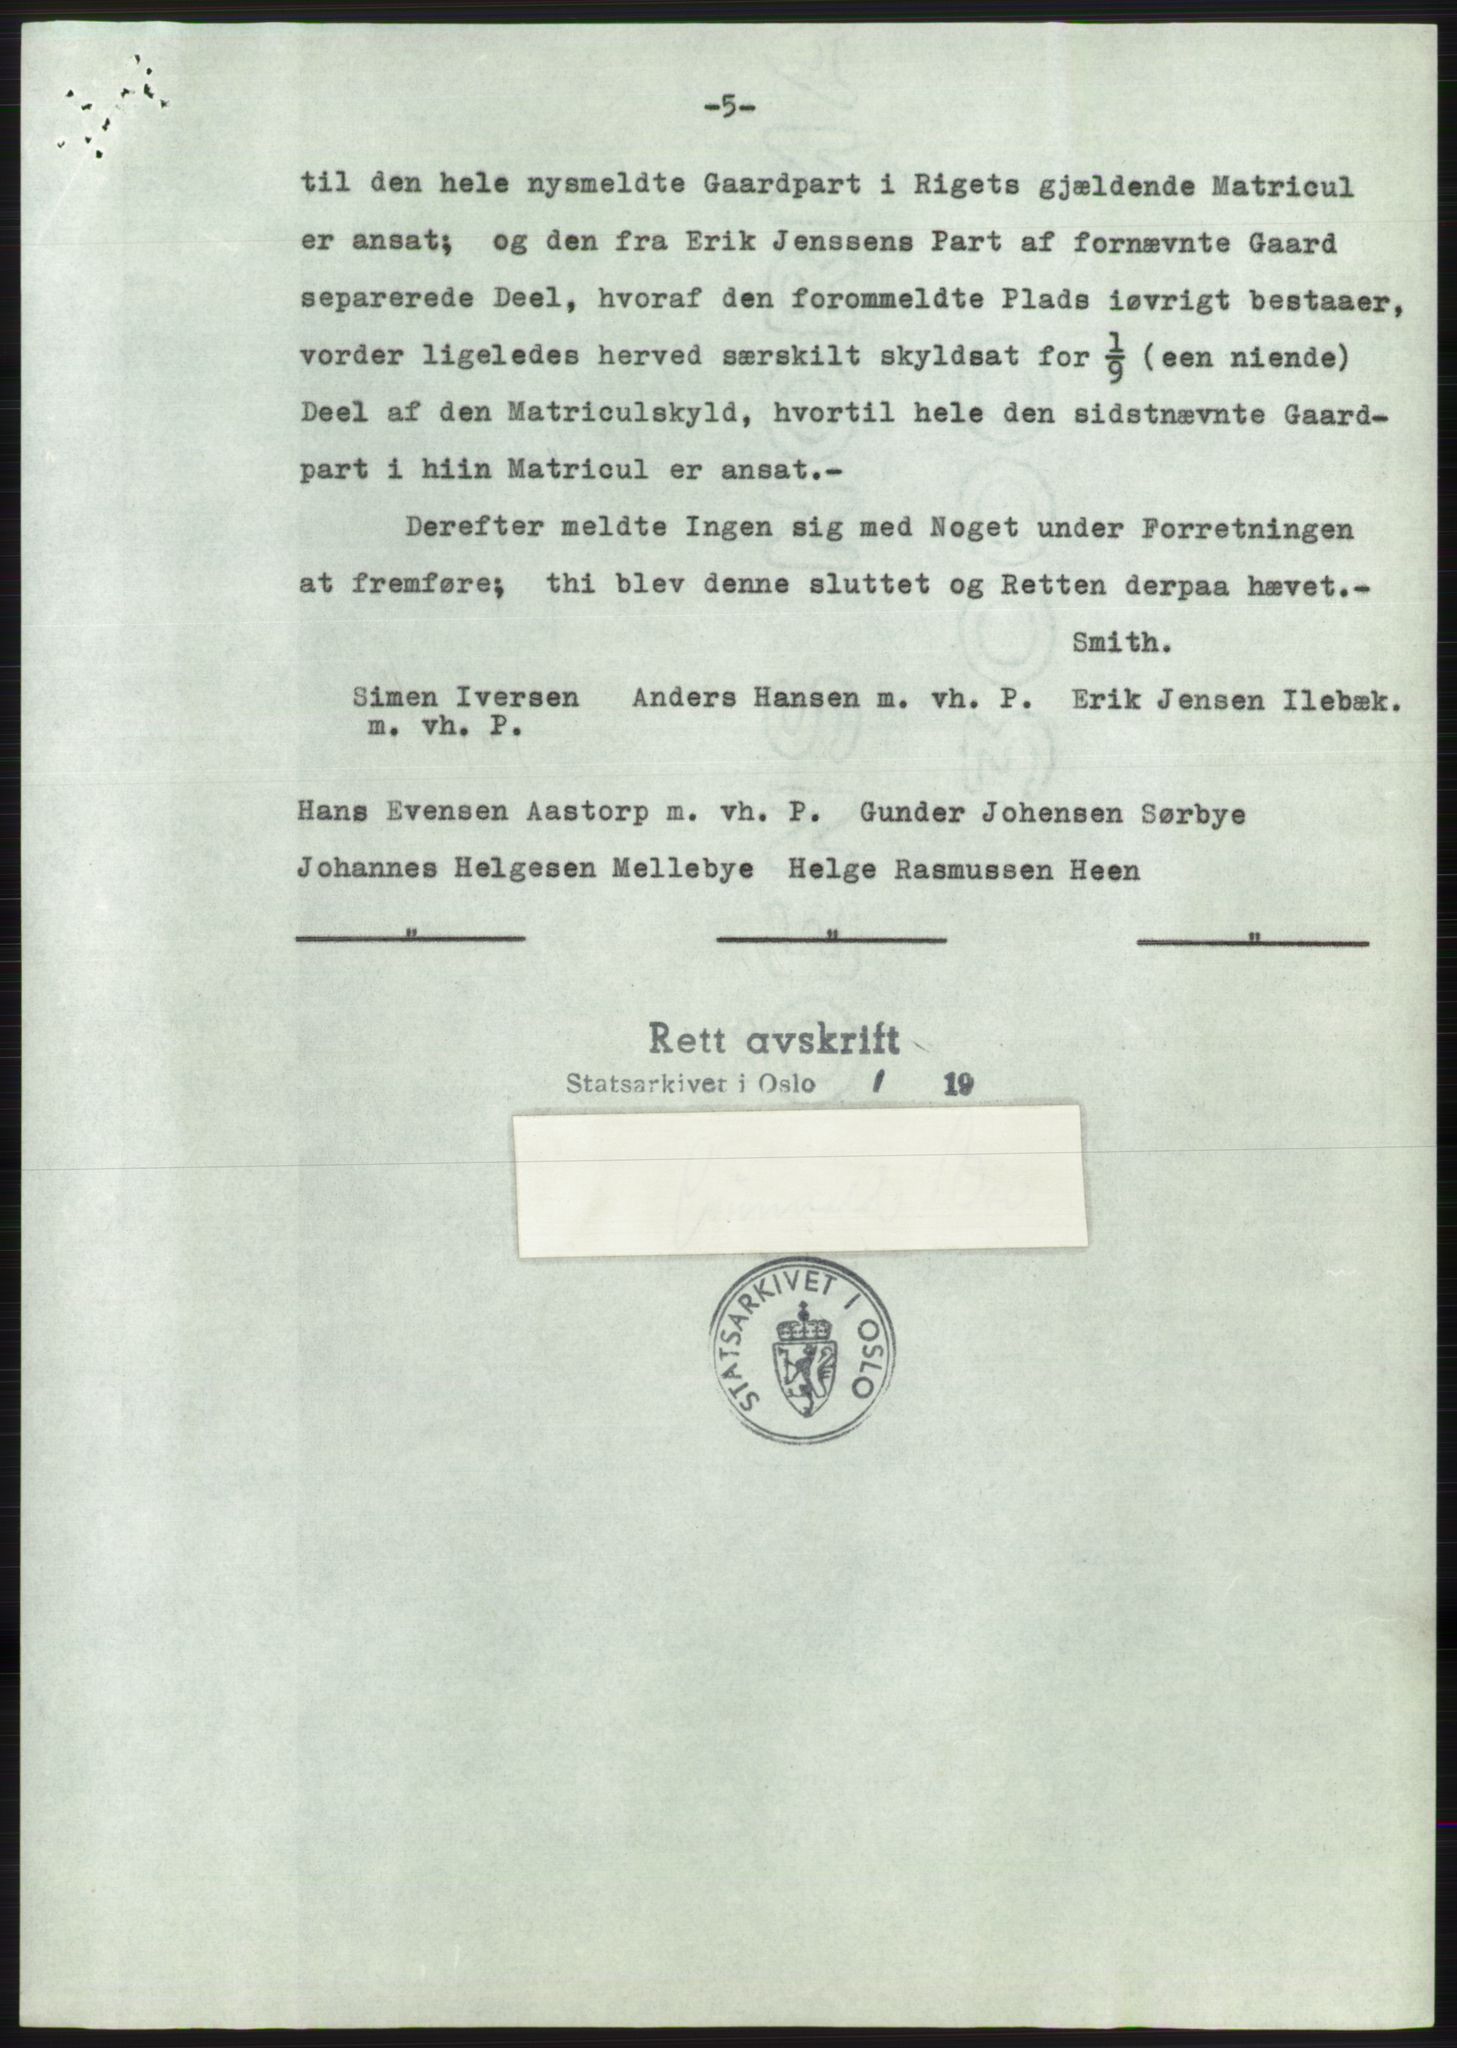 -5-
til den hele nysmeldte Gaardpart i Rigets gjældende Matricul
er ansat; og den fra Erik Jenssens Part af fornævnte Gaard
separerede Deel, hvoraf den forommeldte Plads iøvrigt bestaaer,
vorder ligeledes herved særskilt skyldsat for 1/9 (een niende)
Deel af den Matriculskyld, hvortil hele den sidstnævnte Gaard-
part i hiin Matricul er ansat.-
Derefter meldte Ingen sig med Noget under Forretningen
at fremføre; thi blev denne sluttet og Retten derpaa hævet.-
Smith.
Simen Iversen Anders Hansen m. vh. P. Erik Jensen Ilebæk.
m. vh. P.
Hans Evensen Aastorp m. vh. P. Gunder Johensen Sørbye
Johannes Helgesen Mellebye Helge Rasmussen Heen
" " "
Rett avskrift
Statsarkivet i Oslo / 19
STATSARKIVET I OSLO